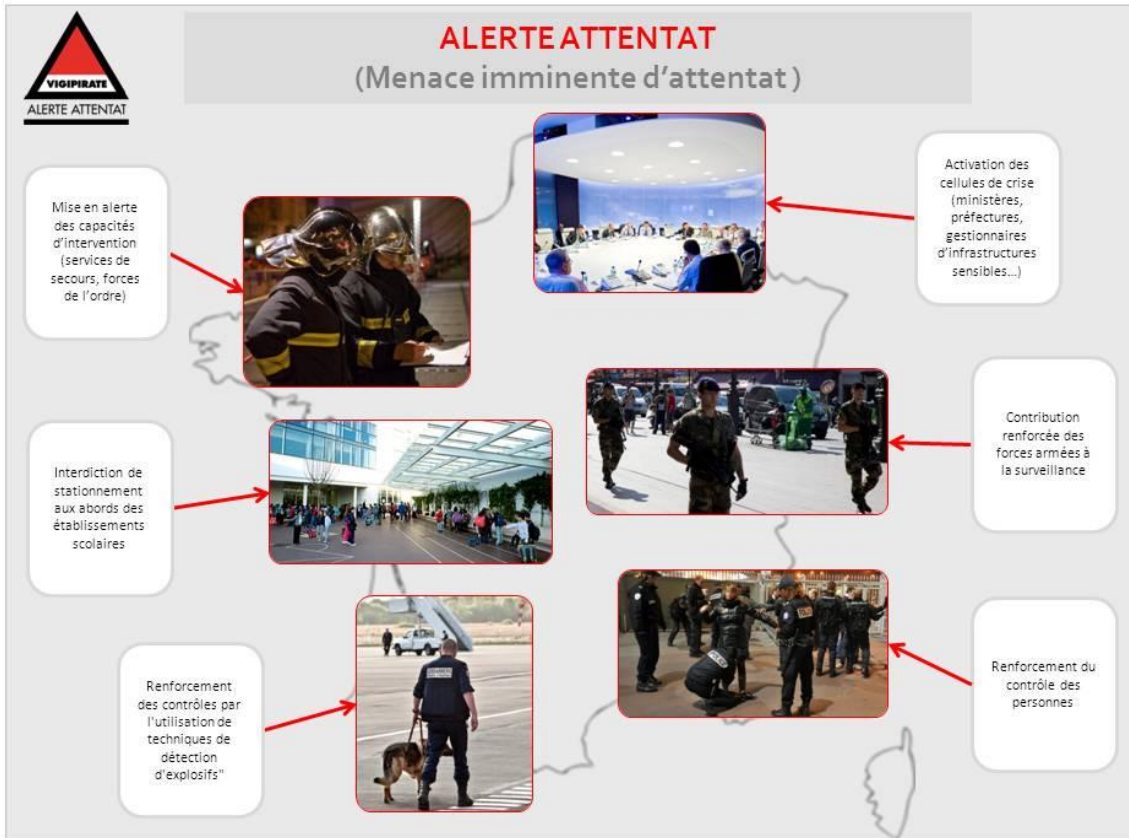 VIGIPIRATE
ALERTE ATTENTAT
ALERTE ATTENTAT
(Menace imminente d’attentat )
Mise en alerte
des capacités
d’intervention
(services de
secours, forces
de l’ordre)
Activation des
cellules de crise
(ministères,
préfectures,
gestionnaires
d’infrastructures
sensibles...)
Interdiction de
stationnement
aux abords des
établissements
scolaires
Contribution
renforcée des
forces armées à
la surveillance
Renforcement
des contrôles par
l'utilisation de
techniques de
détection
d'explosifs"
Renforcement du
contrôle des
personnes
POLICE